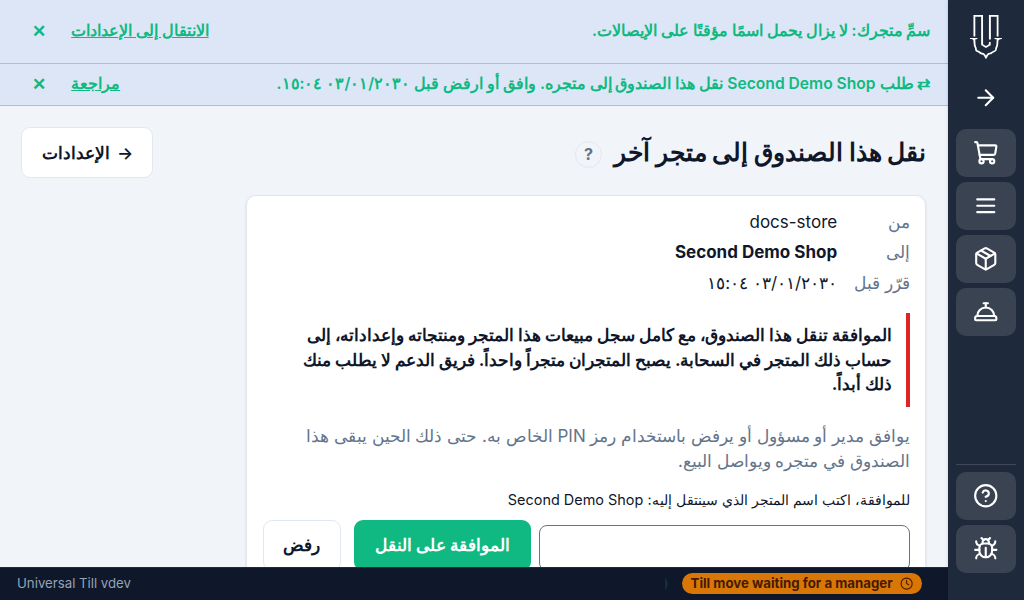 سمِّ متجرك: لا يزال يحمل اسمًا مؤقتًا على الإيصالات.
الانتقال إلى الإعدادات
✕
⇄ طلب Second Demo Shop نقل هذا الصندوق إلى متجره. وافق أو ارفض قبل ٠٣/٠١/٢٠٣٠ ١٥:٠٤.
مراجعة
✕
نقل هذا الصندوق إلى متجر آخر
?
→ الإعدادات
من docs-store
إلى Second Demo Shop
قرّر قبل ٠٣/٠١/٢٠٣٠ ١٥:٠٤
الموافقة تنقل هذا الصندوق، مع كامل سجل مبيعات هذا المتجر ومنتجاته وإعداداته، إلى
حساب ذلك المتجر في السحابة. يصبح المتجران متجراً واحداً. فريق الدعم لا يطلب منك
ذلك أبداً.
يوافق مدير أو مسؤول أو يرفض باستخدام رمز PIN الخاص به. حتى ذلك الحين يبقى هذا
الصندوق في متجره ويواصل البيع.
للموافقة، اكتب اسم المتجر الذي سينتقل إليه: Second Demo Shop
الموافقة على النقل
رفض
Till move waiting for a manager
Universal Till vdev